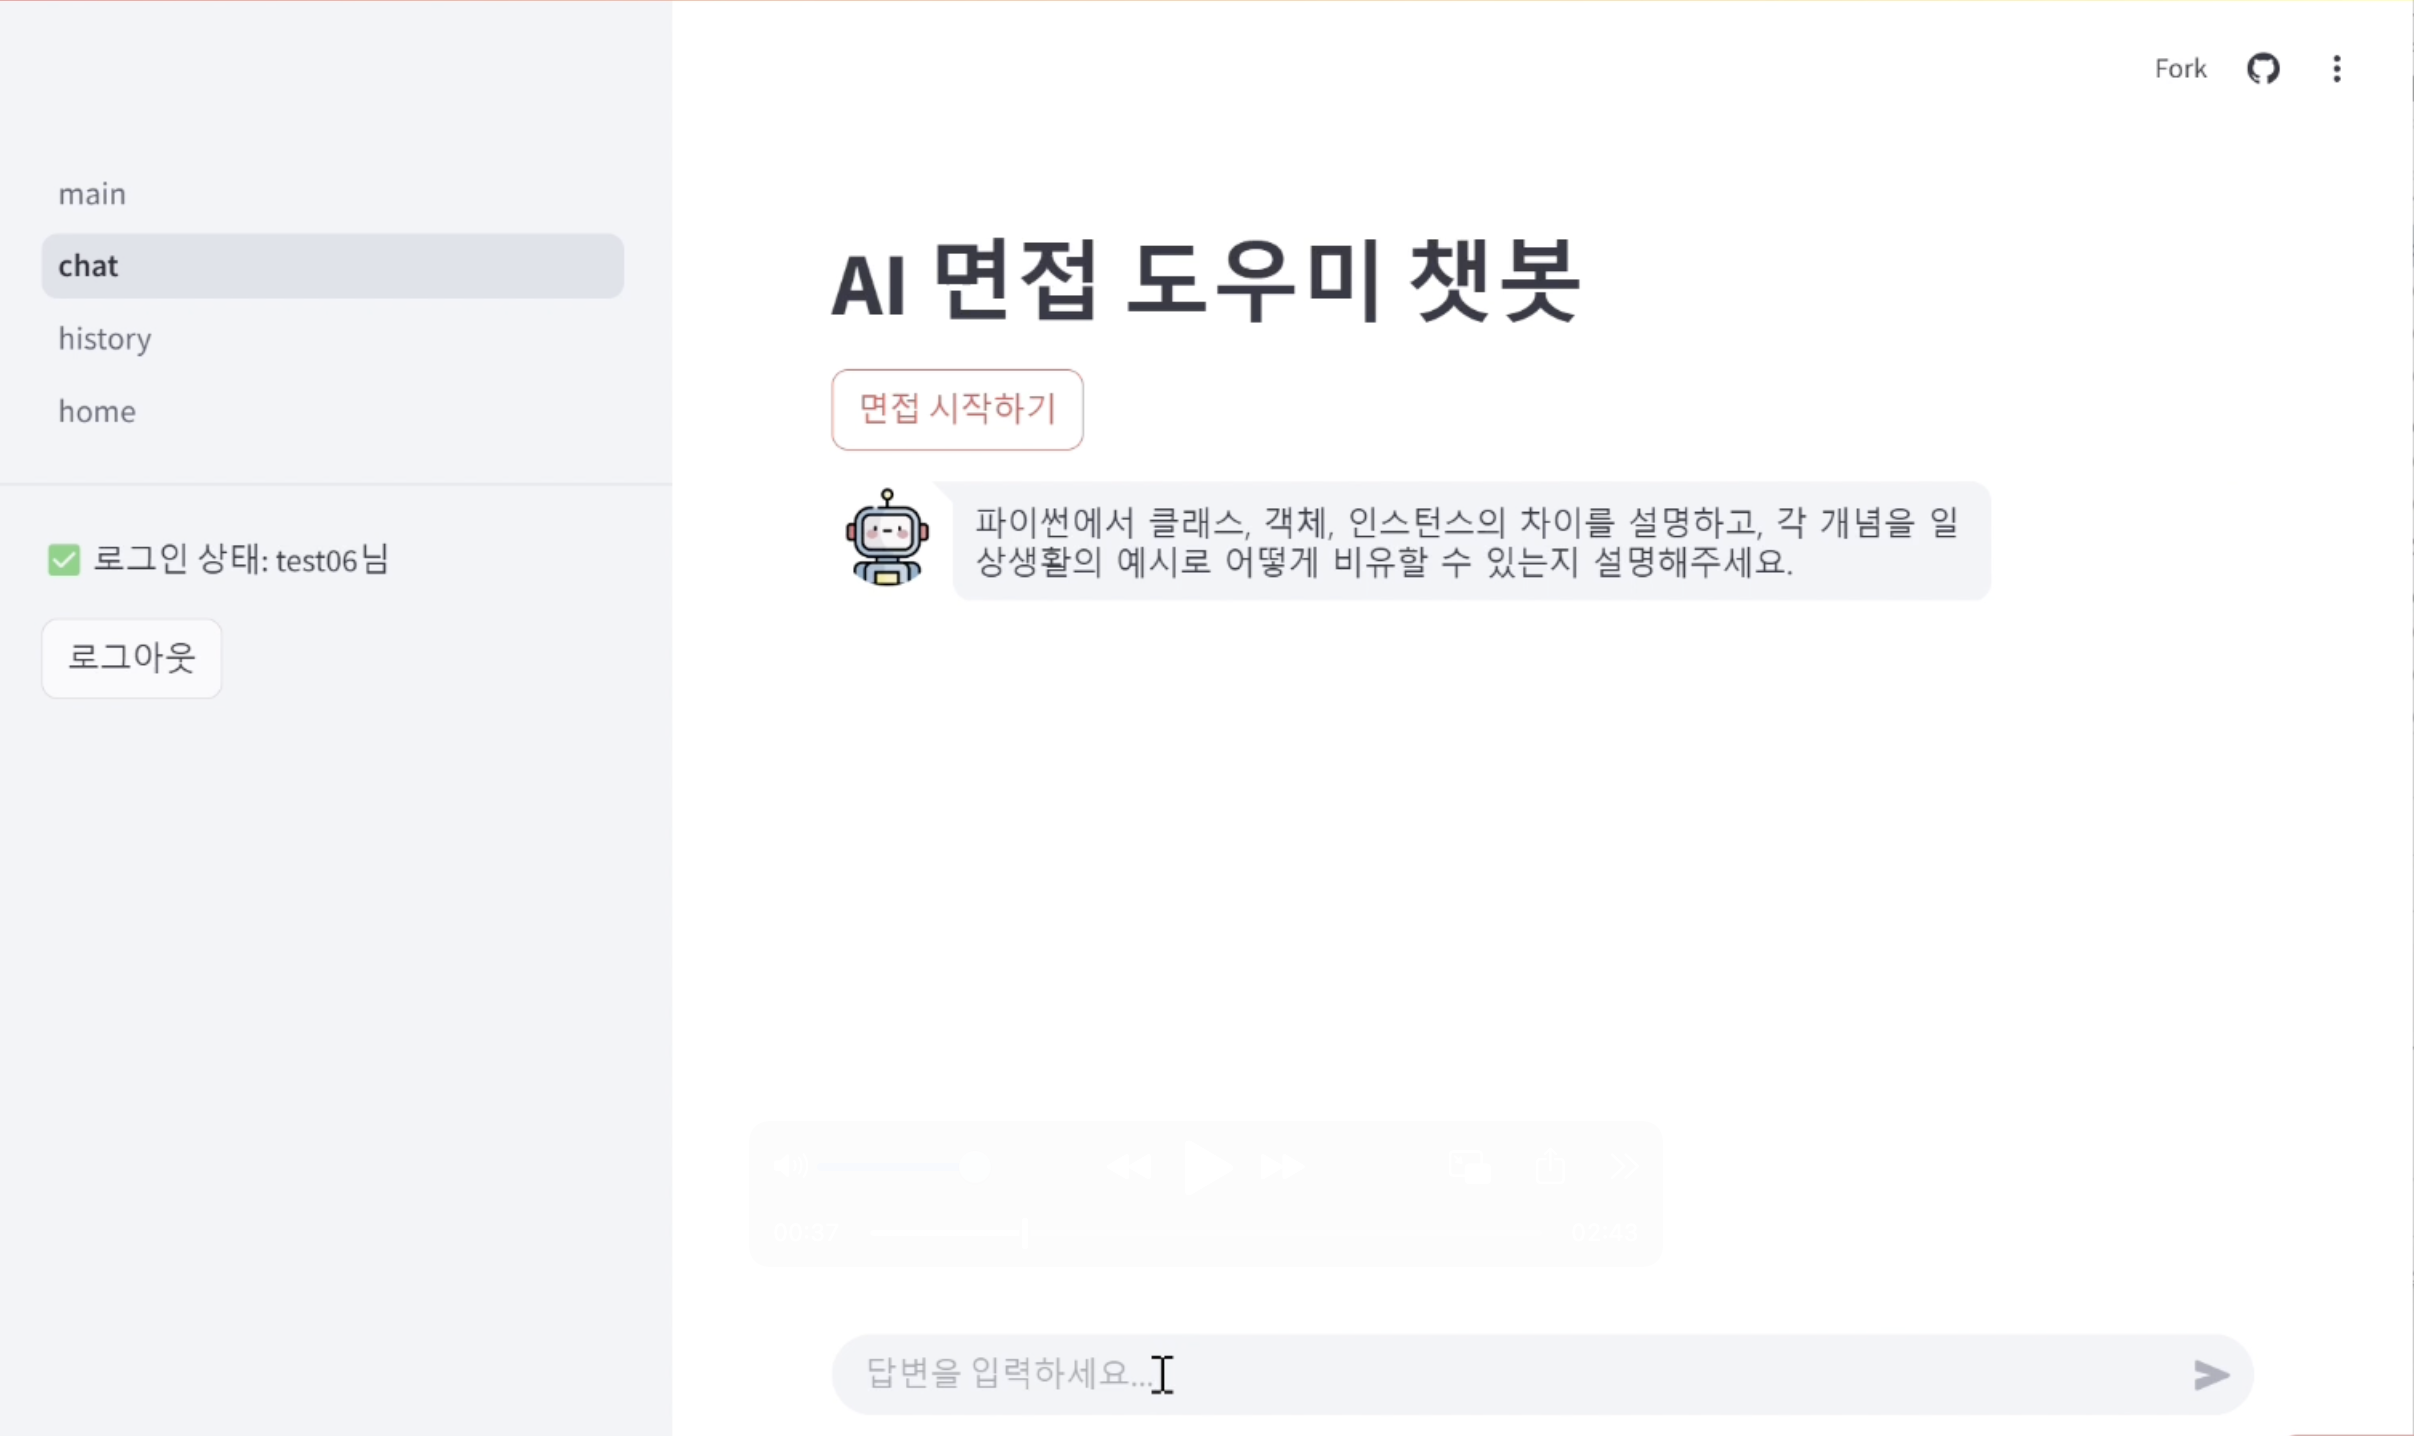 Fork
main
chat
history
home
로그인 상태: test06님
로그아웃
AI 면접 도우미 챗봇
면접 시작하기
파이썬에서 클래스, 객체, 인스턴스의 차이를 설명하고, 각 개념을 일
상생활의 예시로 어떻게 비유할 수 있는지 설명해주세요.
00:37
02:43
답변을 입력하세요...